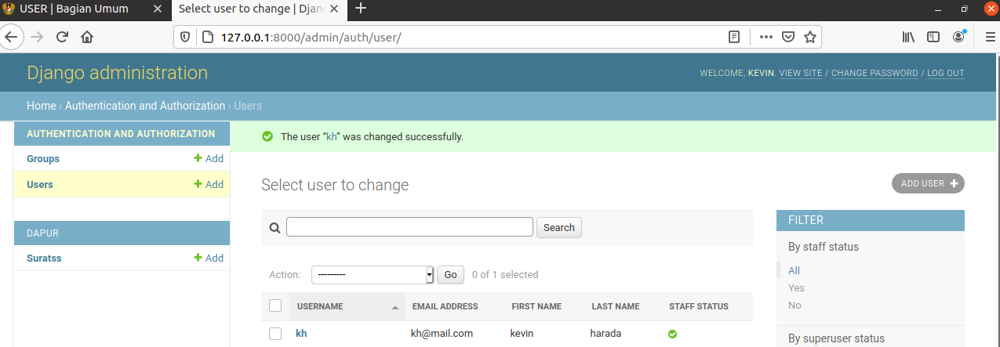 USER | Bagian Umum
Select user to change | Djan
127.0.0.1:8000/admin/auth/user/
Django administration
WELCOME, KEVIN. VIEW SITE / CHANGE PASSWORD / LOG OUT
Home › Authentication and Authorization › Users
AUTHENTICATION AND AUTHORIZATION
Groups
Add
Users
Add
DAPUR
Suratss
Add
The user “kh” was changed successfully.
Select user to change
ADD USER
Search
Action:
---------
Go
0 of 1 selected
USERNAME EMAIL ADDRESS FIRST NAME LAST NAME STAFF STATUS
kh kh@mail.com kevin harada
FILTER
By staff status
All
Yes
No
By superuser status